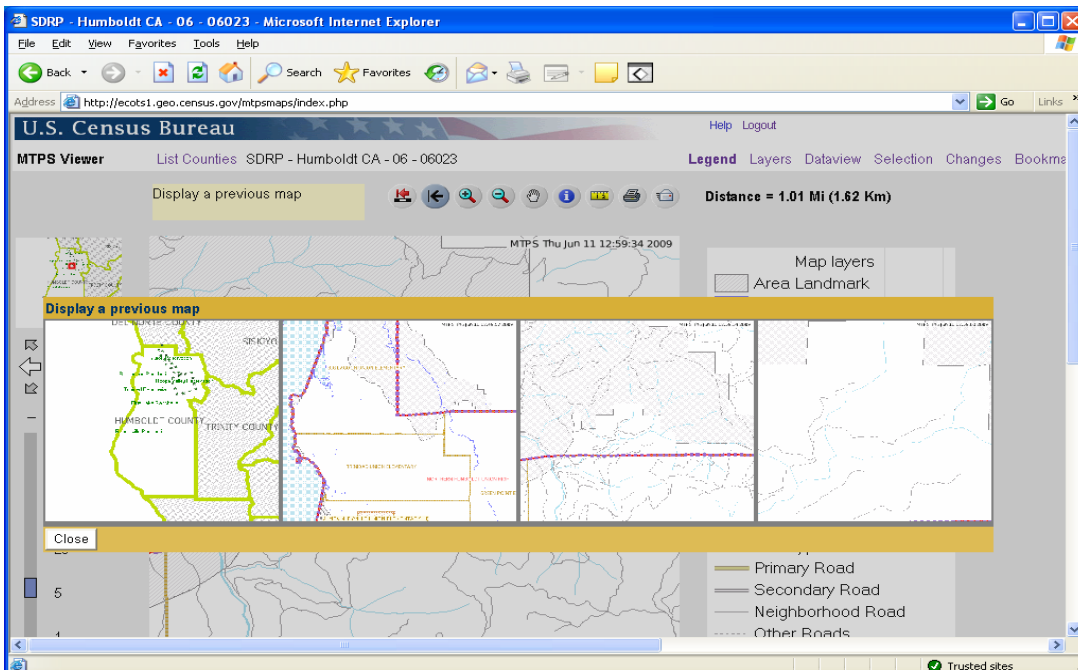 SDRP - Humboldt CA - 06 - 06023 - Microsoft Internet Explorer
File Edit View Favorites Tools Help
Back Search Favorites
Address http://ecots1.geo.census.gov/mtpsmaps/index.php Go Links »
U.S. Census Bureau Help Logout
MTPS Viewer List Counties SDRP - Humboldt CA - 06 - 06023 Legend Layers Dataview Selection Changes Bookma
Display a previous map Distance = 1.01 Mi (1.62 Km)
MTPS Thu Jun 11 12:59:34 2009
Map layers
Area Landmark
Display a previous map
DEL NORTE COUNTY
HUMBOLDT COUNTY
TRINITY COUNTY
Close
Primary Road
5 Secondary Road
Neighborhood Road
Other Roads
Trusted sites